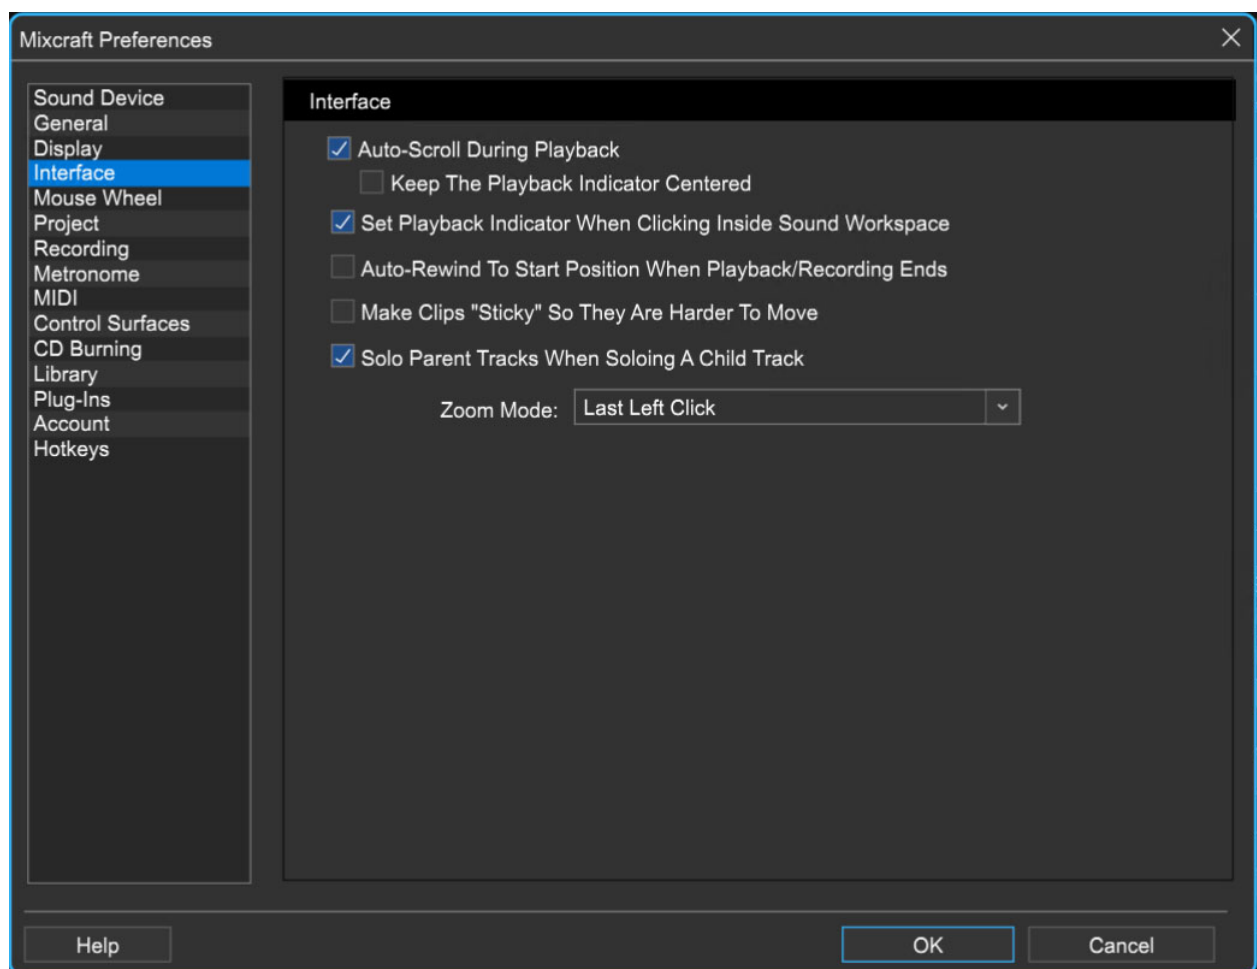 Mixcraft Preferences
Sound Device
General
Display
Interface
Mouse Wheel
Project
Recording
Metronome
MIDI
Control Surfaces
CD Burning
Library
Plug-Ins
Account
Hotkeys
Interface
Auto-Scroll During Playback
Keep The Playback Indicator Centered
Set Playback Indicator When Clicking Inside Sound Workspace
Auto-Rewind To Start Position When Playback/Recording Ends
Make Clips "Sticky" So They Are Harder To Move
Solo Parent Tracks When Soloing A Child Track
Zoom Mode: Last Left Click
Help OK Cancel